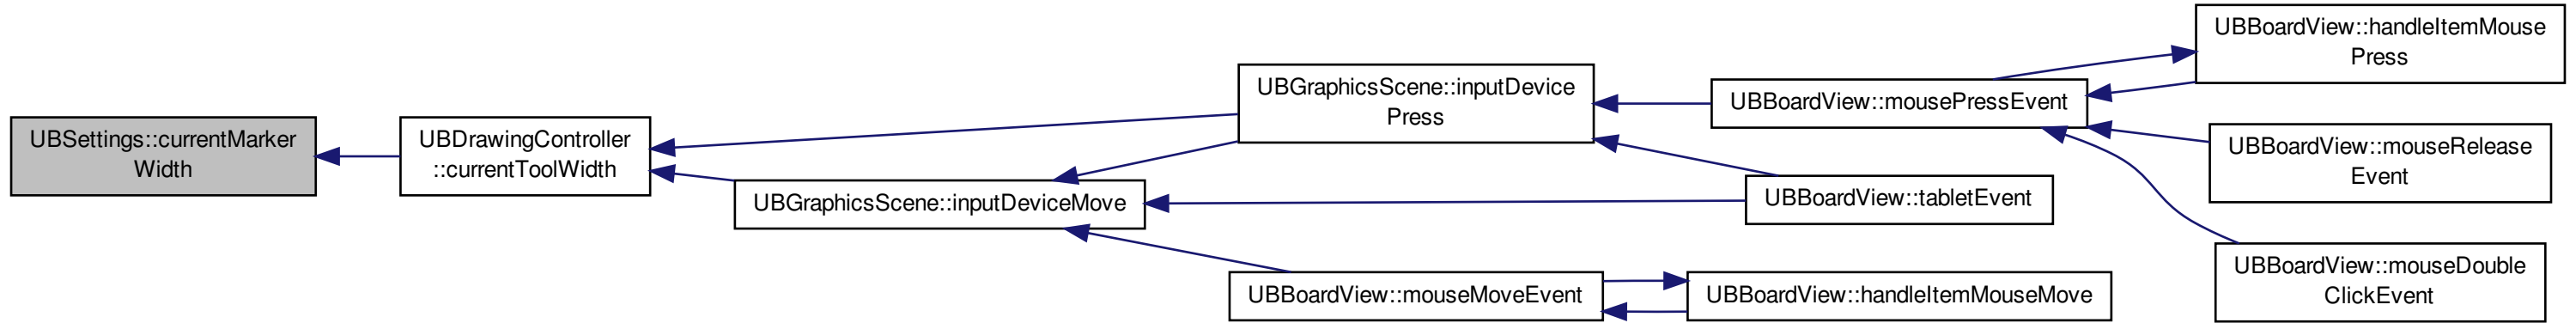 UBSettings::currentMarker
Width
UBDrawingController
::currentToolWidth
UBGraphicsScene::inputDevice
Press
UBGraphicsScene::inputDeviceMove
UBBoardView::mousePressEvent
UBBoardView::tabletEvent
UBBoardView::mouseMoveEvent
UBBoardView::handleItemMouseMove
UBBoardView::handleItemMouse
Press
UBBoardView::mouseRelease
Event
UBBoardView::mouseDouble
ClickEvent